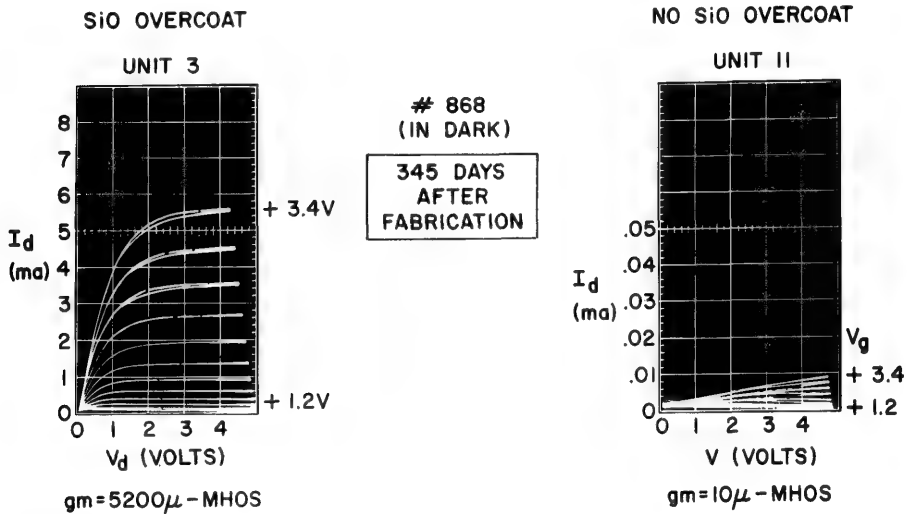 SiO OVERCOAT
UNIT 3
8
7
6
5
4
3
2
1
0
Id
(ma)
+ 3.4V
+ 1.2V
0 1 2 3 4
Vd (VOLTS)
gm=5200μ-MHOS
# 868
(IN DARK)
345 DAYS
AFTER
FABRICATION
NO SiO OVERCOAT
UNIT 11
.05
.04
.03
.02
.01
0
Id
(ma)
Vg
+ 3.4
+ 1.2
0 1 2 3 4
V (VOLTS)
gm=10μ-MHOS